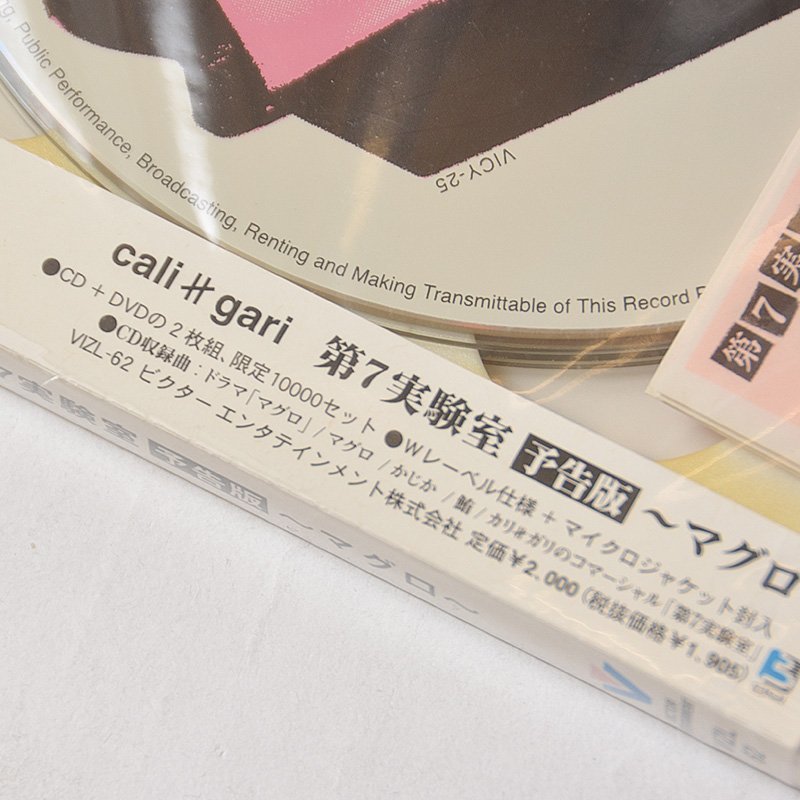 ng, Public Performance, Broadcasting, Renting and Making Transmittable of This Record P
VICY-25
第7実
cali♯gari 第7実験室 予告版 ～マグロ
●CD＋DVDの2枚組、限定10000セット ●Wレーベル仕様＋マイクロジャケット封入
●CD収録曲：ドラマ「マグロ」/マグロ/かじか/鮪/カリ♯ガリのコマーシャル「第7実験室」
VIZL-62 ビクターエンタテインメント株式会社 定価￥2,000（税抜価格￥1,905）
7実験室 予告版 ～マグロ～